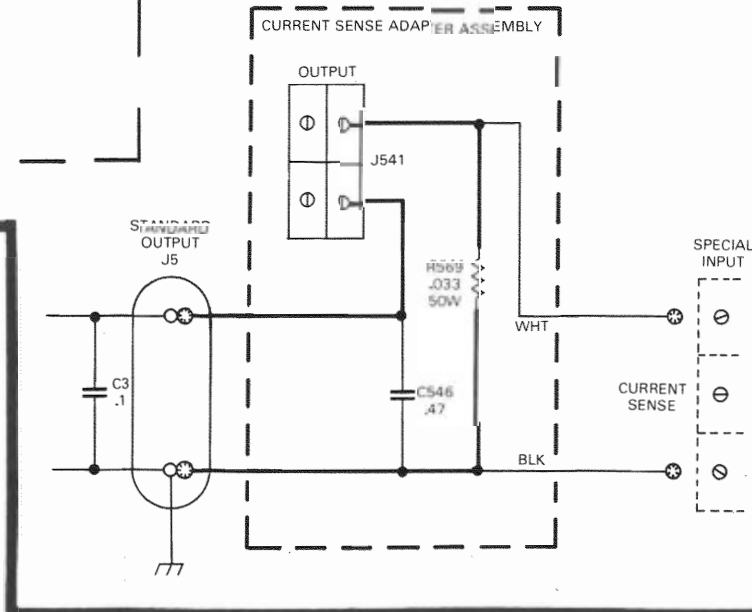 CURRENT SENSE ADAPTER ASSEMBLY
OUTPUT
J541
STANDARD
OUTPUT
J5
R569
.033
50W
SPECIAL
INPUT
WHT
C3
.1
C546
.47
CURRENT
SENSE
BLK